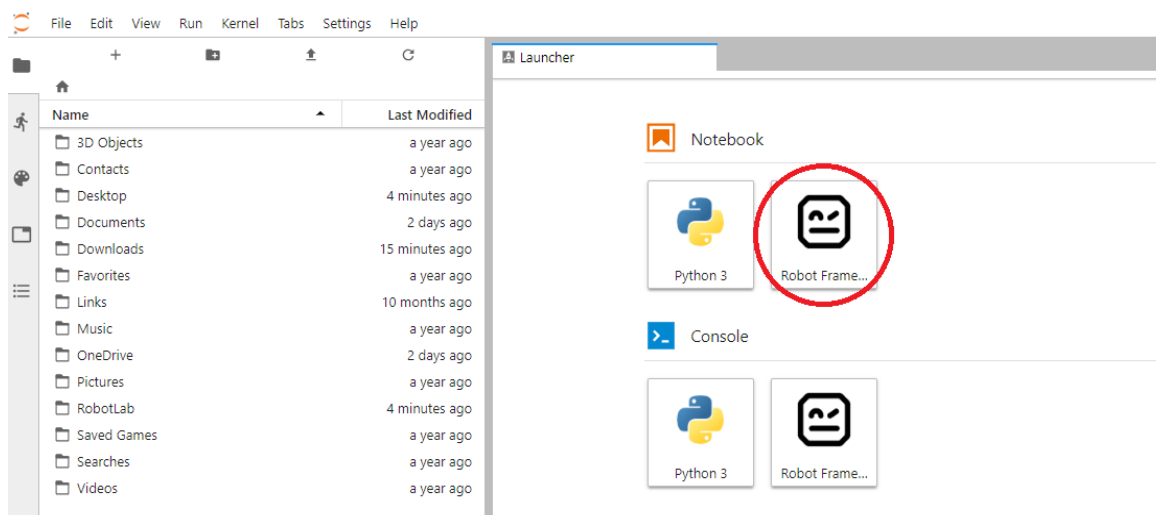 File Edit View Run Kernel Tabs Settings Help
Launcher
Name Last Modified
3D Objects a year ago
Contacts a year ago
Desktop 4 minutes ago
Documents 2 days ago
Downloads 15 minutes ago
Favorites a year ago
Links 10 months ago
Music a year ago
OneDrive 2 days ago
Pictures a year ago
RobotLab 4 minutes ago
Saved Games a year ago
Searches a year ago
Videos a year ago
Notebook
Python 3 Robot Frame...
Console
Python 3 Robot Frame...